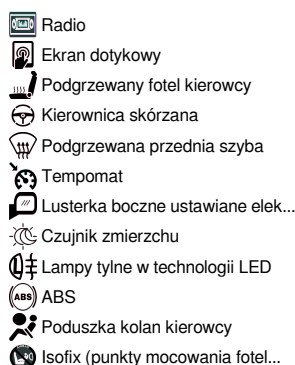 Radio
Ekran dotykowy
Podgrzewany fotel kierowcy
Kierownica skórzana
Podgrzewana przednia szyba
Tempomat
Lusterka boczne ustawiane elek...
Czujnik zmierzchu
Lampy tylne w technologii LED
(ABS) ABS
Poduszka kolan kierowcy
Isofix (punkty mocowania fotel...